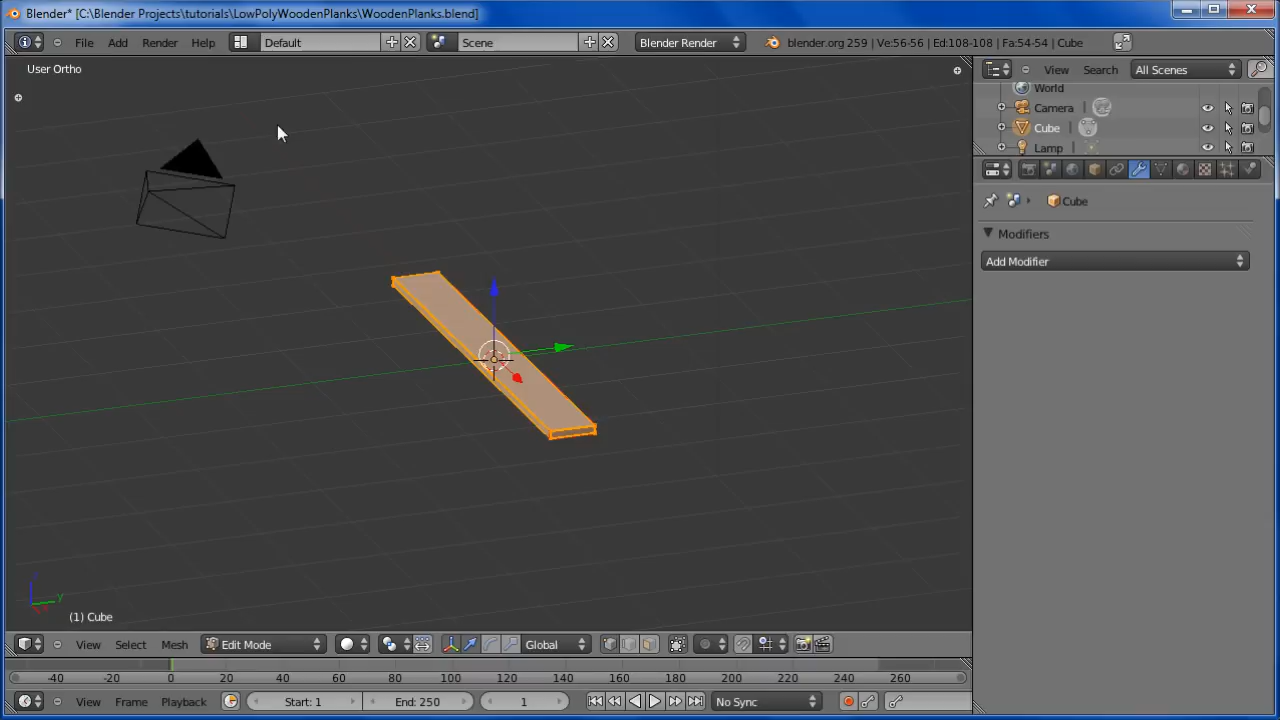 Blender* [C:\Blender Projects\tutorials\LowPolyWoodenPlanks\WoodenPlanks.blend]
File Add Render Help Default Scene Blender Render blender.org 259 | Ve:56-56 | Ed:108-108 | Fa:54-54 | Cube
User Ortho
View Search All Scenes
World
Camera
Cube
Lamp
Cube
Modifiers
Add Modifier
z
y
(1) Cube
View Select Mesh Edit Mode Global
-40 -20 0 20 40 60 80 100 120 140 160 180 200 220 240 260
View Frame Playback Start: 1 End: 250 1 No Sync